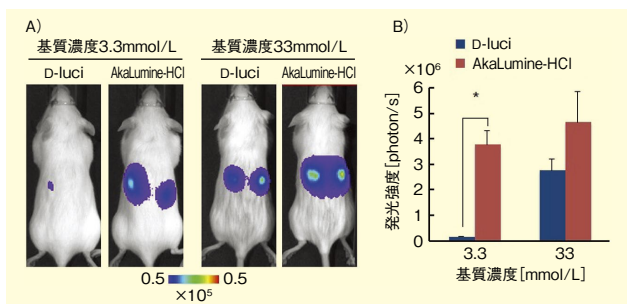 A)
基質濃度3.3mmol/L 基質濃度33mmol/L
D-luci AkaLumine-HCl D-luci AkaLumine-HCl
0.5 0.5
×10⁵
B)
D-luci
AkaLumine-HCl
×10⁶
発光強度[photon/s]
6
5
4
3
2
1
0
*
3.3 33
基質濃度[mmol/L]